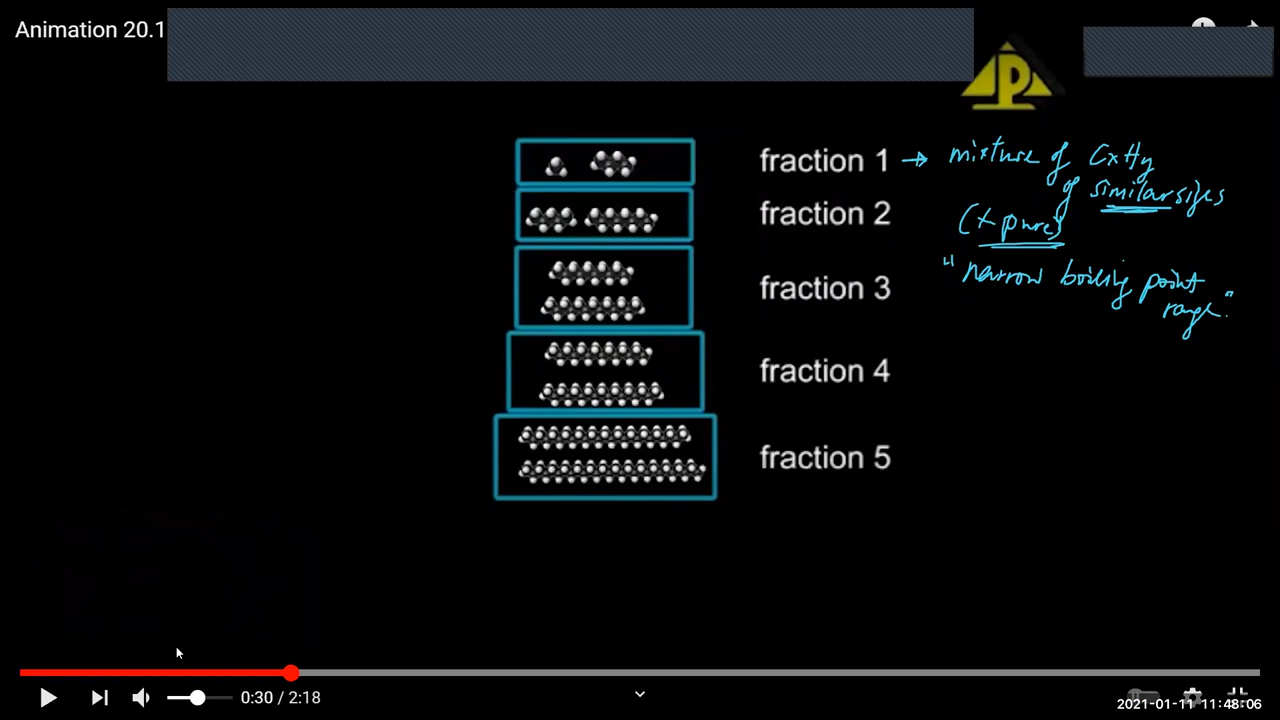 Animation 20.1
P
fraction 1 → mixture of CxHy
of similar sizes
fraction 2
(× pure)
"narrow boiling point
range."
fraction 3
fraction 4
fraction 5
0:30 / 2:18
2021-01-11 11:48:06